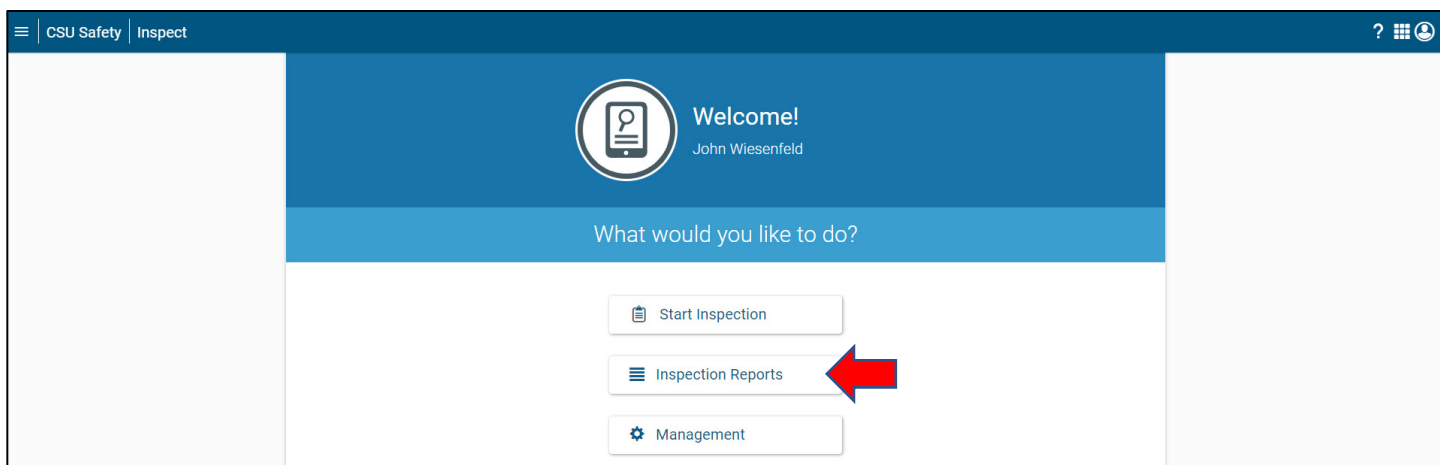 CSU Safety Inspect ?
Welcome!
John Wiesenfeld
What would you like to do?
Start Inspection
Inspection Reports
Management